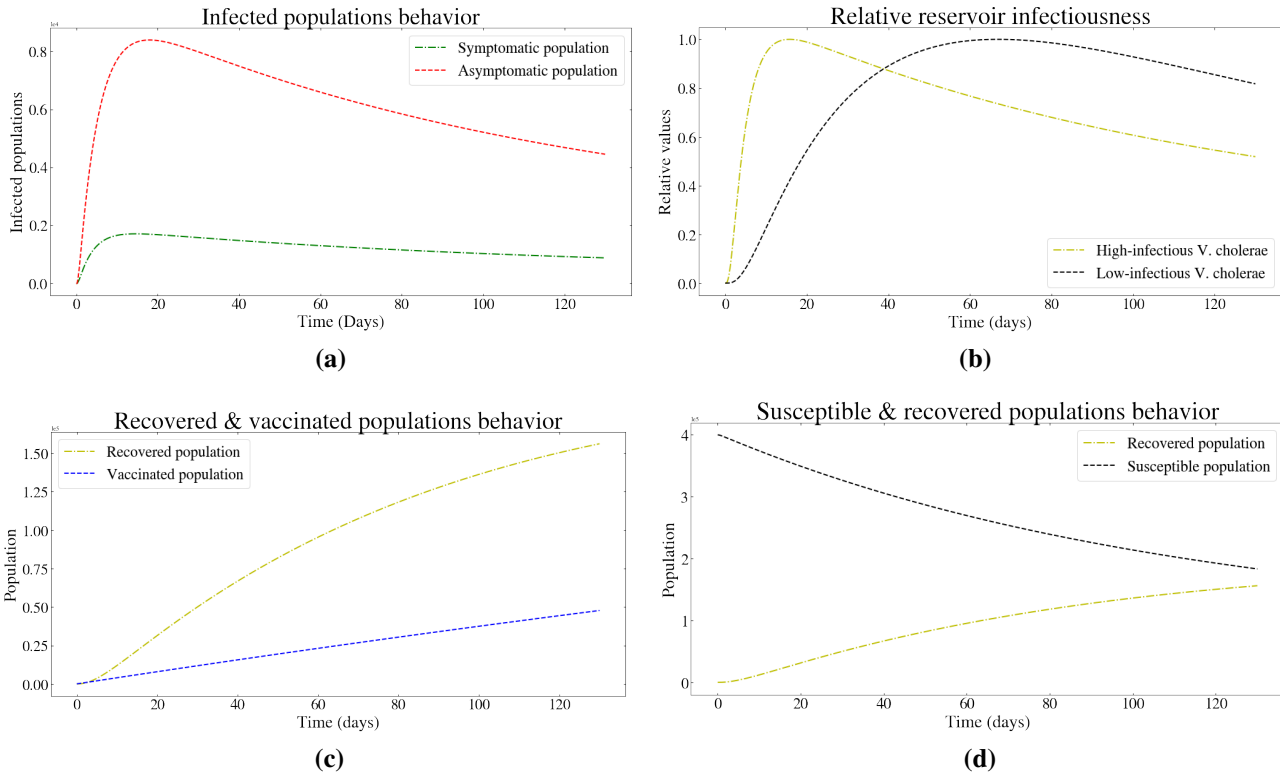 Infected populations behavior
1e4
Symptomatic population
Asymptomatic population
0.8
0.6
0.4
0.2
0.0
Infected populations
0 20 40 60 80 100 120
Time (Days)
(a)
Relative reservoir infectiousness
1.0
0.8
0.6
0.4
0.2
0.0
Relative values
High-infectious V. cholerae
Low-infectious V. cholerae
0 20 40 60 80 100 120
Time (days)
(b)
Recovered & vaccinated populations behavior
1e5
Recovered population
Vaccinated population
1.50
1.25
1.00
0.75
0.50
0.25
0.00
Population
0 20 40 60 80 100 120
Time (days)
(c)
Susceptible & recovered populations behavior
1e5
Recovered population
Susceptible population
4
3
2
1
0
Population
0 20 40 60 80 100 120
Time (days)
(d)